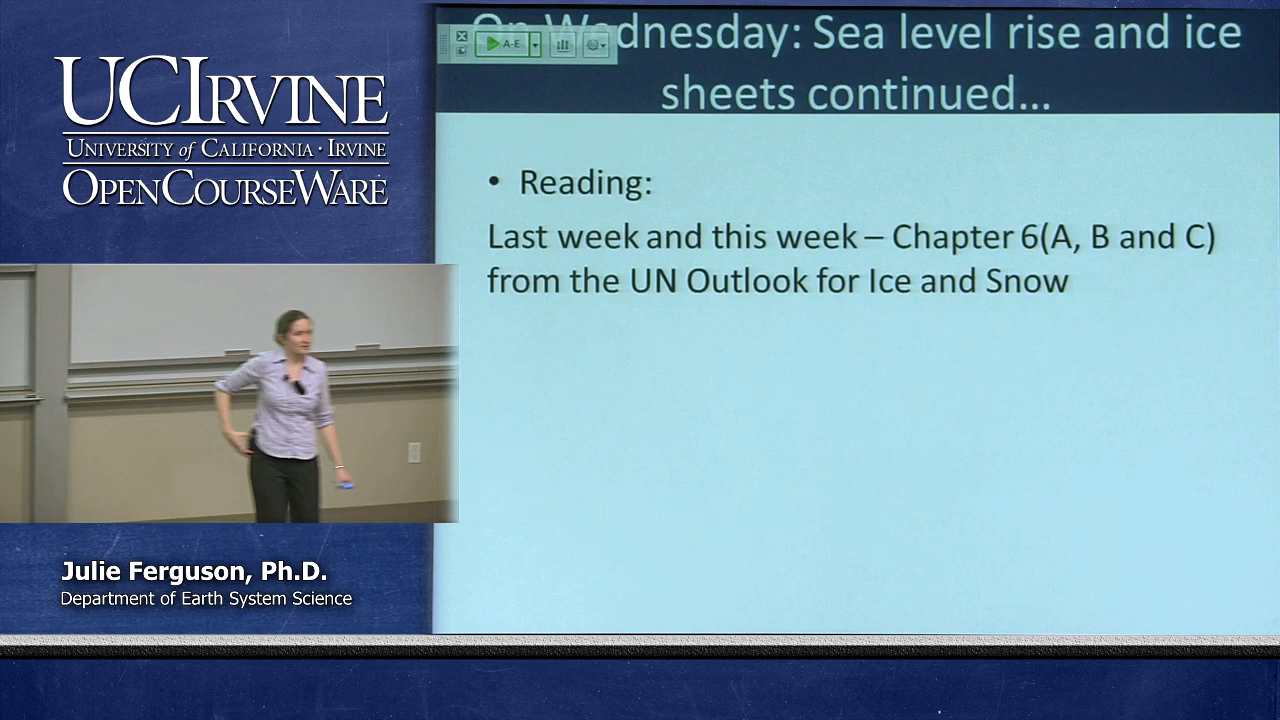 UCIRVINE
UNIVERSITY of CALIFORNIA · IRVINE
OPENCOURSEWARE
On Wednesday: Sea level rise and ice
sheets continued...
A-E
• Reading:
Last week and this week – Chapter 6(A, B and C)
from the UN Outlook for Ice and Snow
Julie Ferguson, Ph.D.
Department of Earth System Science